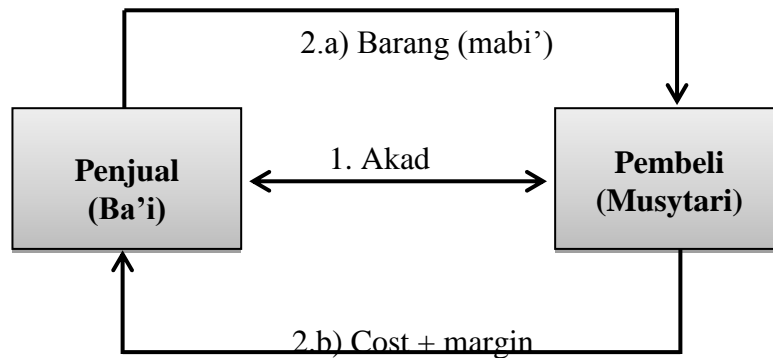 2.a) Barang (mabi’)
Penjual
(Ba’i)
1. Akad
Pembeli
(Musytari)
2.b) Cost + margin